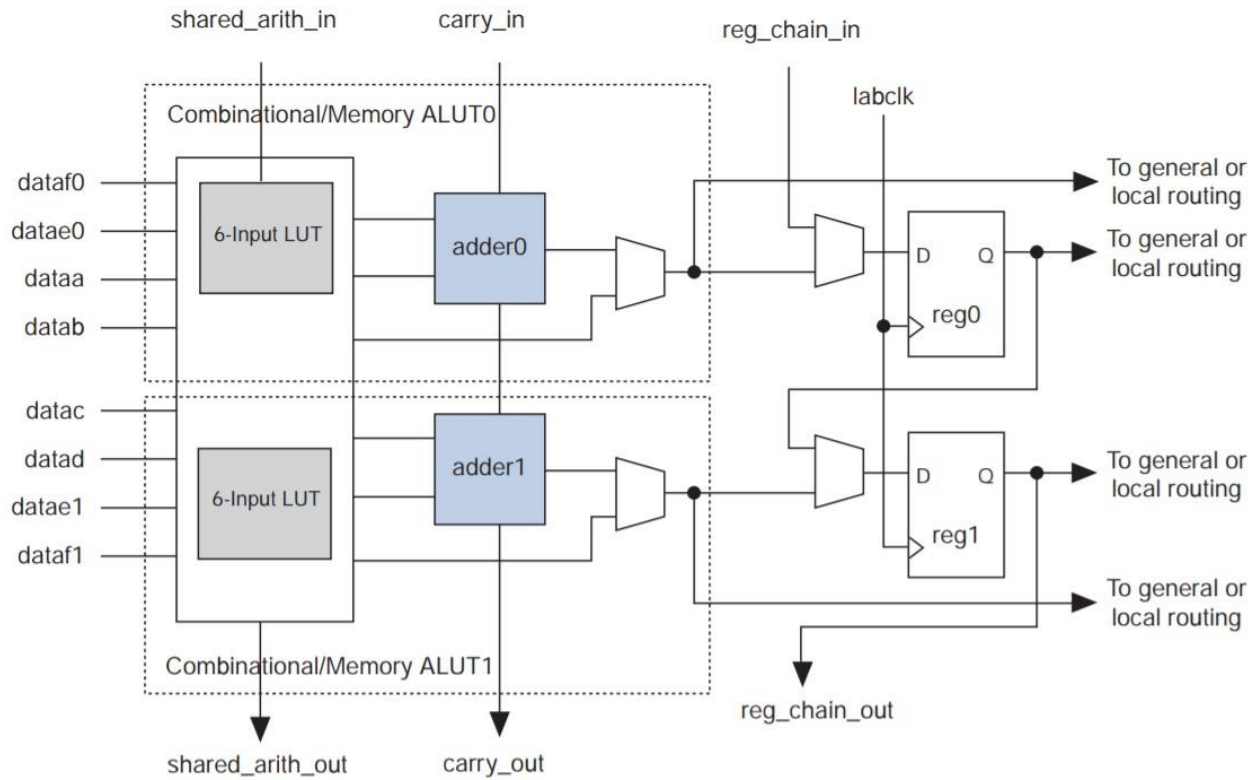 shared_arith_in
carry_in
reg_chain_in
labclk
Combinational/Memory ALUT0
dataf0
datae0
dataa
datab
6-Input LUT
adder0
D
Q
reg0
To general or
local routing
To general or
local routing
datac
datad
datae1
dataf1
6-Input LUT
adder1
D
Q
reg1
To general or
local routing
To general or
local routing
Combinational/Memory ALUT1
reg_chain_out
shared_arith_out
carry_out